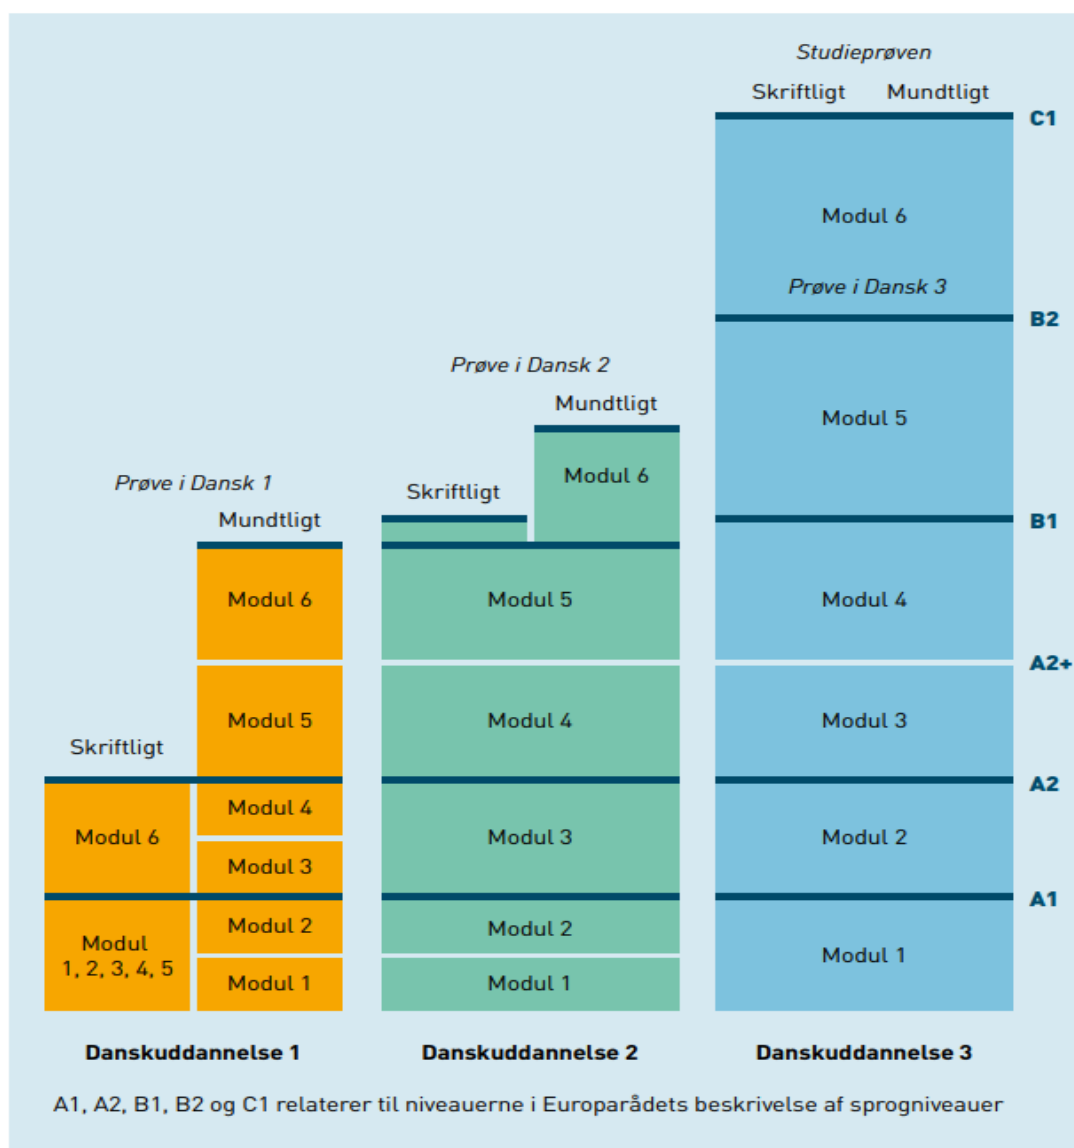 Studieprøven
Skriftligt Mundtligt
C1
Modul 6
Prøve i Dansk 3
B2
Prøve i Dansk 2
Mundtligt
Modul 5
Modul 6
Prøve i Dansk 1
Skriftligt
Mundtligt
B1
Modul 6
Modul 5
Modul 4
A2+
Modul 5
Modul 4
Modul 3
Skriftligt
A2
Modul 4
Modul 6
Modul 3
Modul 2
Modul 3
A1
Modul 2
Modul 2
Modul
1, 2, 3, 4, 5
Modul 1
Modul 1
Modul 1
Danskuddannelse 1 Danskuddannelse 2 Danskuddannelse 3
A1, A2, B1, B2 og C1 relaterer til niveauerne i Europarådets beskrivelse af sprogniveauer